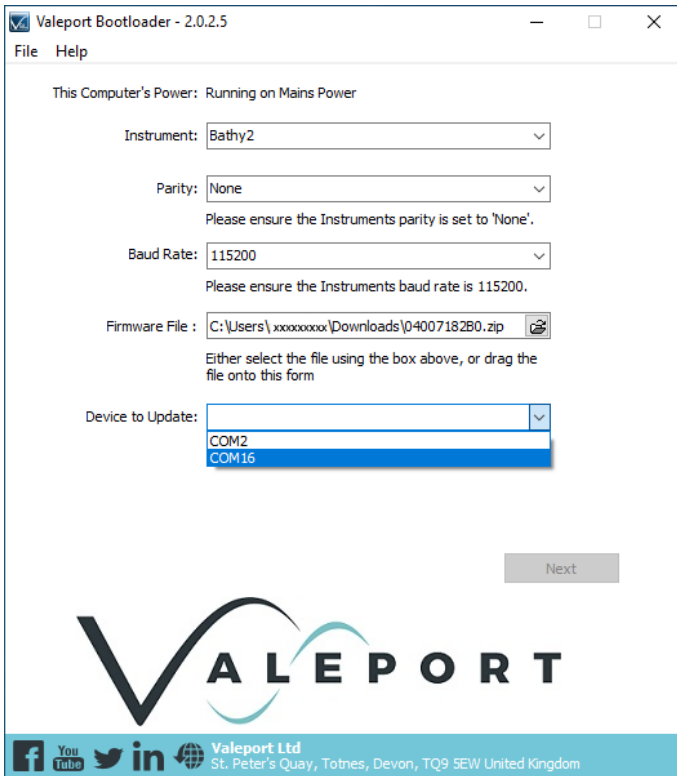 Valeport Bootloader - 2.0.2.5
File Help
This Computer's Power: Running on Mains Power
Instrument: Bathy2
Parity: None
Please ensure the Instruments parity is set to 'None'.
Baud Rate: 115200
Please ensure the Instruments baud rate is 115200.
Firmware File : C:\Users\ xxxxxxxxx\Downloads\04007182B0.zip
Either select the file using the box above, or drag the
file onto this form
Device to Update:
COM2
COM16
Next
VALEPORT
f You Tube in Valeport Ltd
St. Peter's Quay, Totnes, Devon, TQ9 5EW United Kingdom